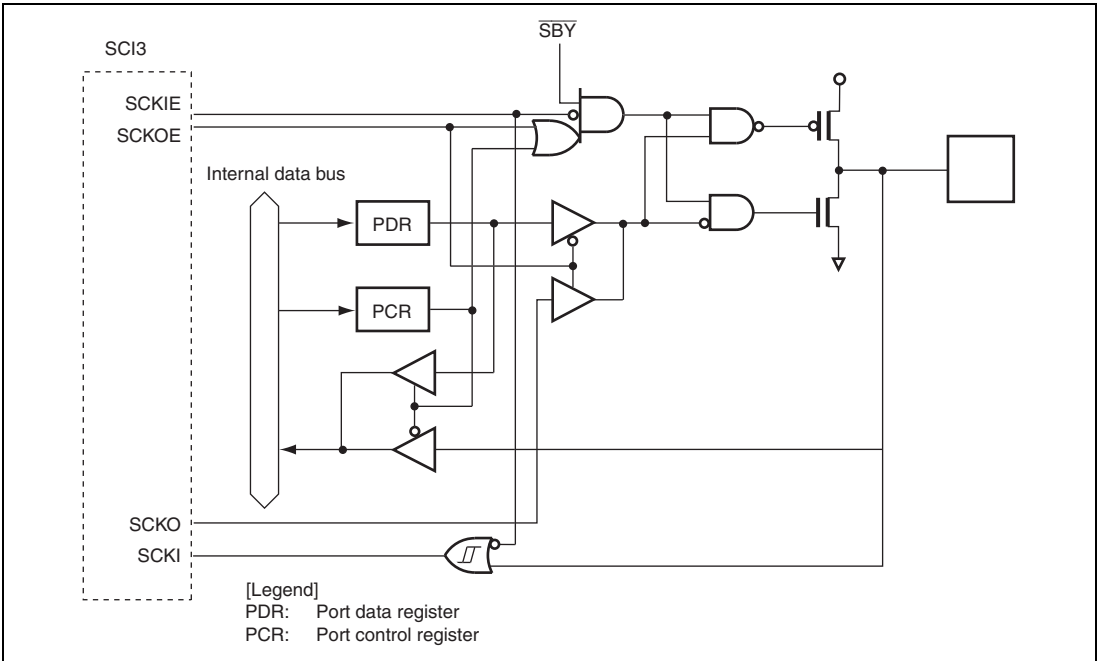 SBY
SCI3
SCKIE
SCKOE
Internal data bus
PDR
PCR
SCKO
SCKI
[Legend]
PDR: Port data register
PCR: Port control register